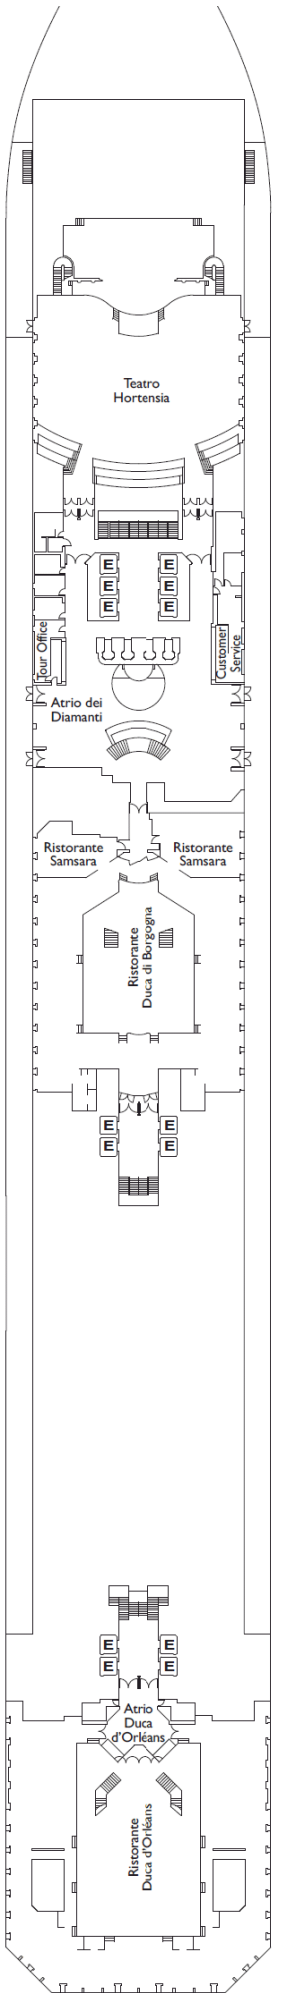 Teatro
Hortensia
E
E
E
E
E
E
Tour Office
Customer
Service
Atrio dei
Diamanti
Ristorante
Samsara
Ristorante
Samsara
Ristorante
Duca di Borgogna
E
E
E
E
E
E
E
E
Atrio
Duca
d'Orléans
Ristorante
Duca d'Orléans